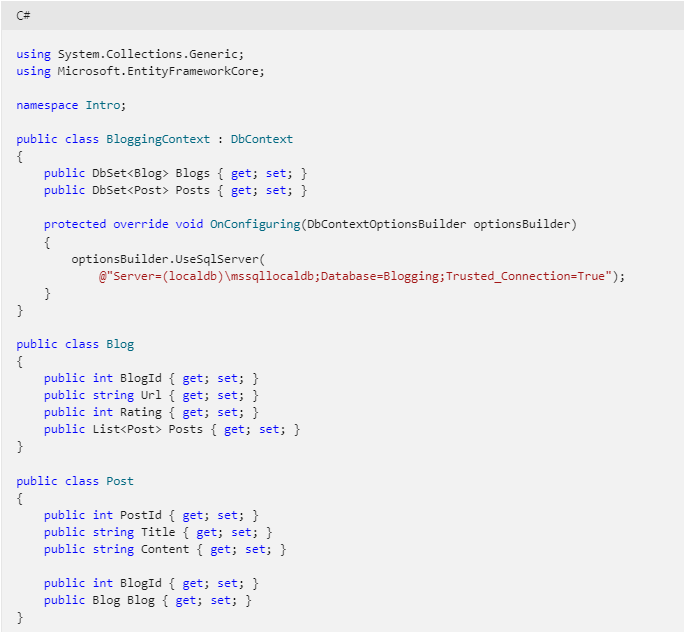 C#
using System.Collections.Generic;
using Microsoft.EntityFrameworkCore;
namespace Intro;
public class BloggingContext : DbContext
{
    public DbSet<Blog> Blogs { get; set; }
    public DbSet<Post> Posts { get; set; }
    protected override void OnConfiguring(DbContextOptionsBuilder optionsBuilder)
    {
        optionsBuilder.UseSqlServer(
            @"Server=(localdb)\mssqllocaldb;Database=Blogging;Trusted_Connection=True");
    }
}
public class Blog
{
    public int BlogId { get; set; }
    public string Url { get; set; }
    public int Rating { get; set; }
    public List<Post> Posts { get; set; }
}
public class Post
{
    public int PostId { get; set; }
    public string Title { get; set; }
    public string Content { get; set; }
    public int BlogId { get; set; }
    public Blog Blog { get; set; }
}